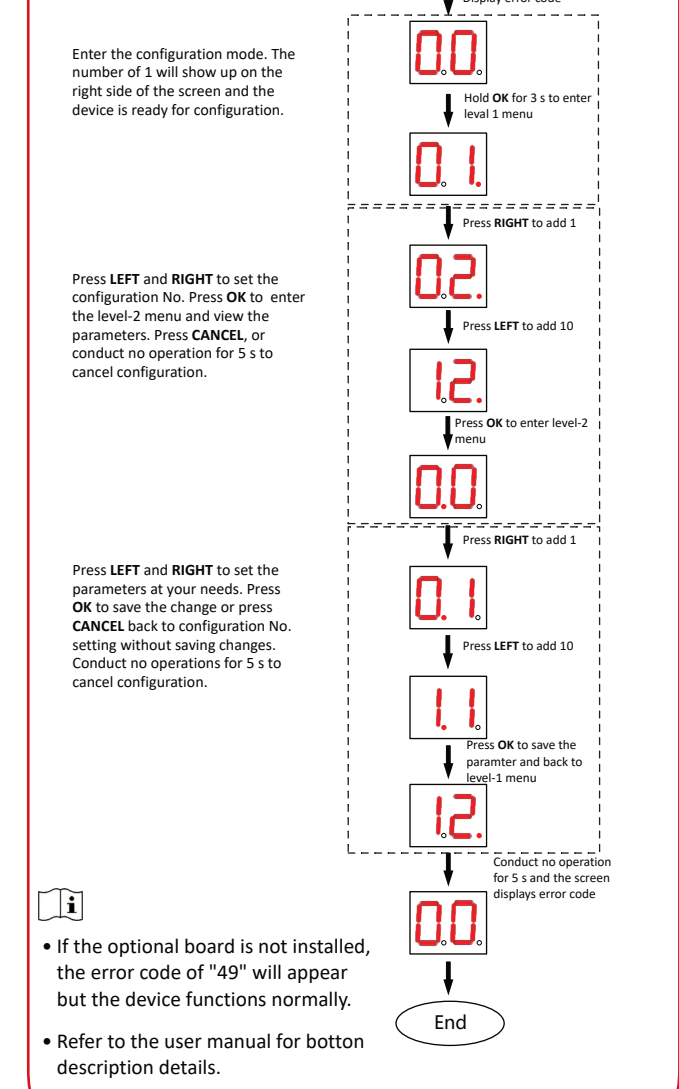 Display error code
Enter the configuration mode. The
number of 1 will show up on the
right side of the screen and the
device is ready for configuration.
00.
Hold OK for 3 s to enter
leval 1 menu
01.
Press RIGHT to add 1
Press LEFT and RIGHT to set the
configuration No. Press OK to enter
the level-2 menu and view the
parameters. Press CANCEL, or
conduct no operation for 5 s to
cancel configuration.
02.
Press LEFT to add 10
12.
Press OK to enter level-2
menu
0.0
Press RIGHT to add 1
Press LEFT and RIGHT to set the
parameters at your needs. Press
OK to save the change or press
CANCEL back to configuration No.
setting without saving changes.
Conduct no operations for 5 s to
cancel configuration.
0.1
Press LEFT to add 10
1.1
Press OK to save the
paramter and back to
level-1 menu
12.
Conduct no operation
for 5 s and the screen
displays error code
00
i
• If the optional board is not installed,
the error code of "49" will appear
but the device functions normally.
End
• Refer to the user manual for botton
description details.